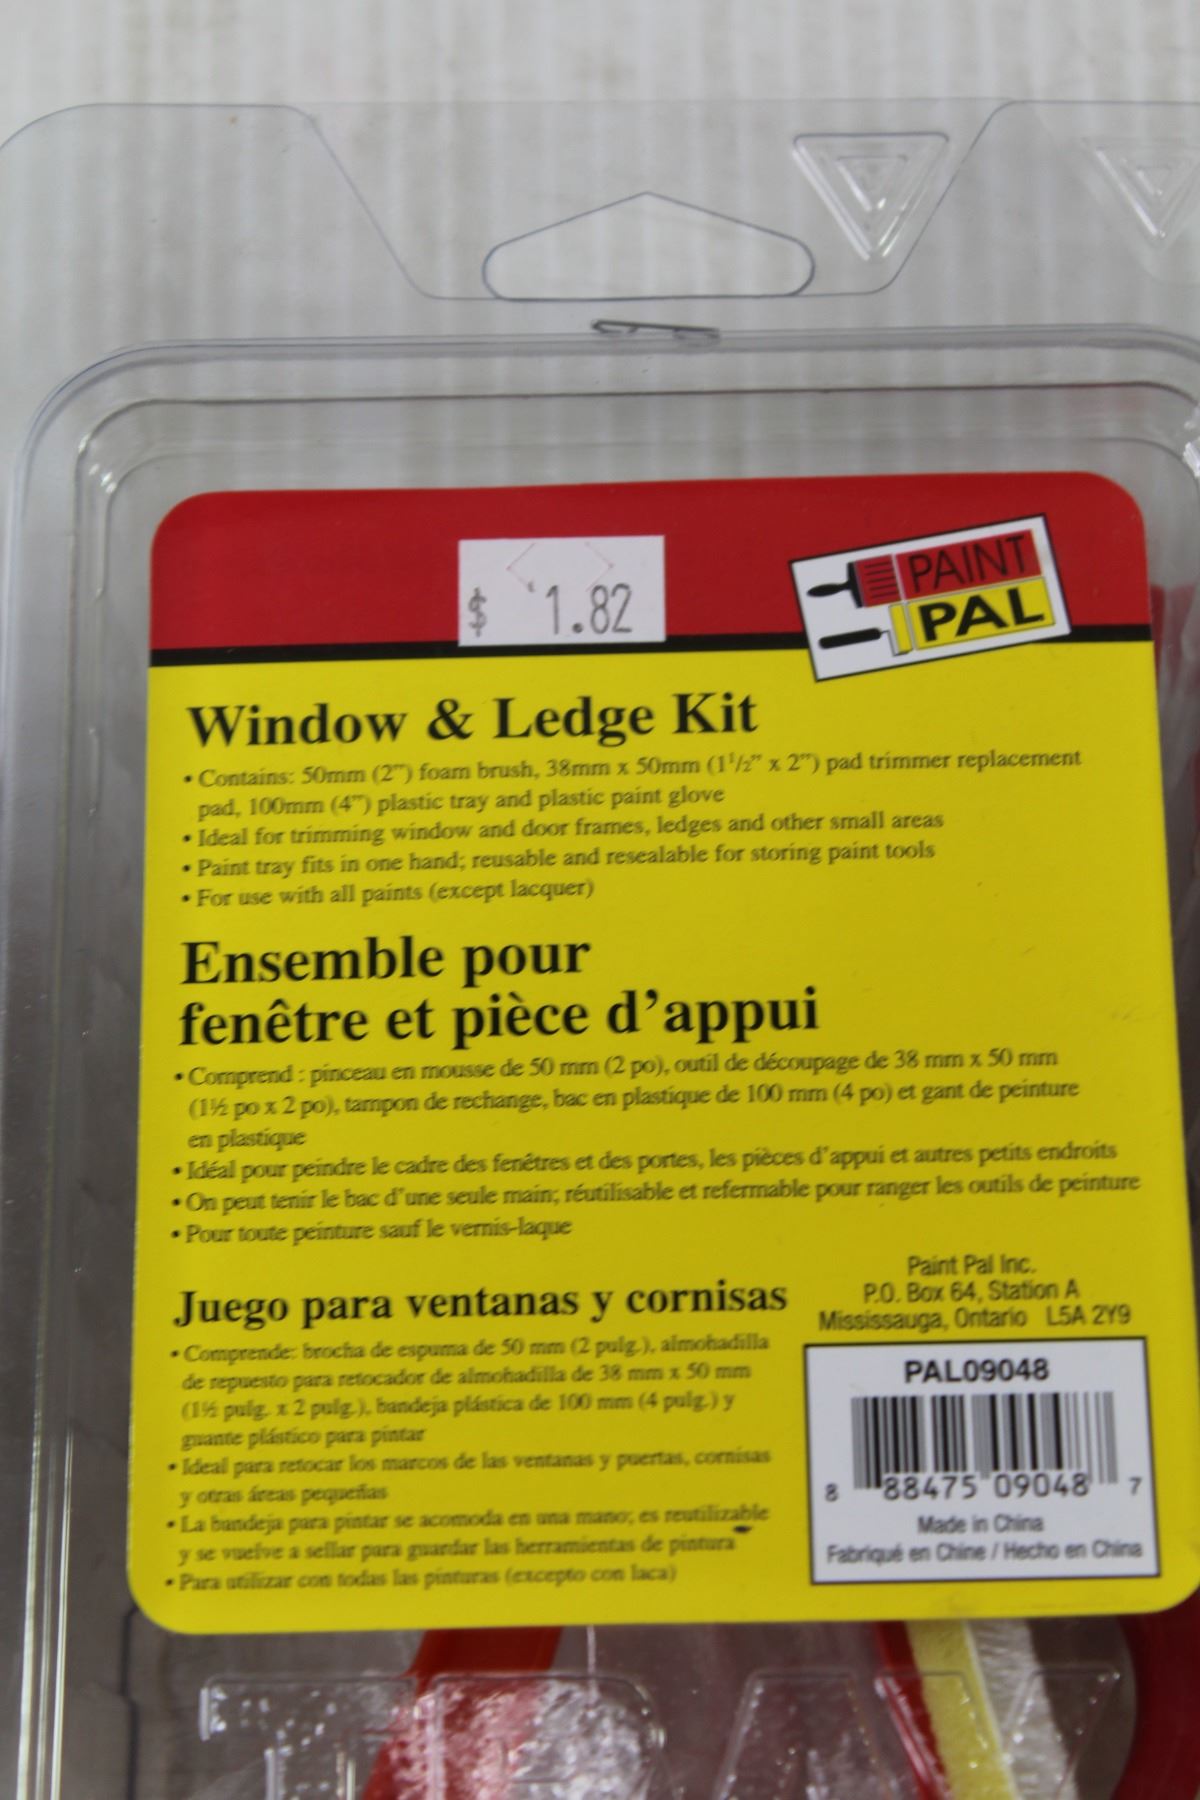 $ 1.82
PAINT
PAL
Window & Ledge Kit
• Contains: 50mm (2”) foam brush, 38mm x 50mm (1¹/₂” x 2”) pad trimmer replacement
pad, 100mm (4”) plastic tray and plastic paint glove
• Ideal for trimming window and door frames, ledges and other small areas
• Paint tray fits in one hand; reusable and resealable for storing paint tools
• For use with all paints (except lacquer)
Ensemble pour
fenêtre et pièce d’appui
• Comprend : pinceau en mousse de 50 mm (2 po), outil de découpage de 38 mm x 50 mm
(1½ po x 2 po), tampon de rechange, bac en plastique de 100 mm (4 po) et gant de peinture
en plastique
• Idéal pour peindre le cadre des fenêtres et des portes, les pièces d’appui et autres petits endroits
• On peut tenir le bac d’une seule main; réutilisable et refermable pour ranger les outils de peinture
• Pour toute peinture sauf le vernis-laque
Juego para ventanas y cornisas
• Comprende: brocha de espuma de 50 mm (2 pulg.), almohadilla
de repuesto para retocador de almohadilla de 38 mm x 50 mm
(1½ pulg. x 2 pulg.), bandeja plástica de 100 mm (4 pulg.) y
guante plástico para pintar
• Ideal para retocar los marcos de las ventanas y puertas, cornisas
y otras áreas pequeñas
• La bandeja para pintar se acomoda en una mano; es reutilizable
y se vuelve a sellar para guardar las herramientas de pintura
• Para utilizar con todas las pinturas (excepto con laca)
Paint Pal Inc.
P.O. Box 64, Station A
Mississauga, Ontario L5A 2Y9
PAL09048
8 88475 09048 7
Made in China
Fabriqué en Chine / Hecho en China
TRAY